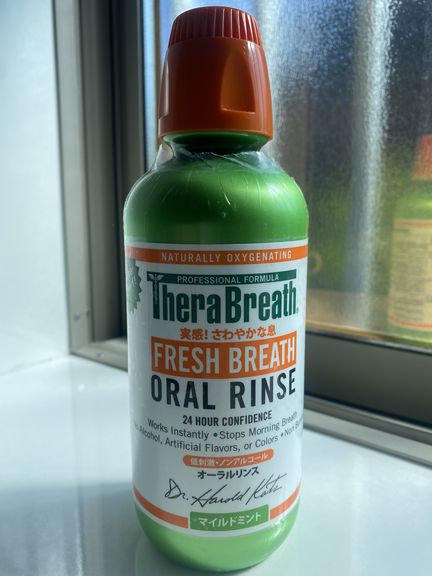 NATURALLY OXYGENATING
PROFESSIONAL FORMULA
TheraBreath®
実感! さわやかな息
FRESH BREATH
ORAL RINSE
24 HOUR CONFIDENCE
Works Instantly • Stops Morning Breath
Alcohol, Artificial Flavors, or Colors •
低刺激・ノンアルコール
オーラルリンス
Dr. Harold Katz
マイルドミント